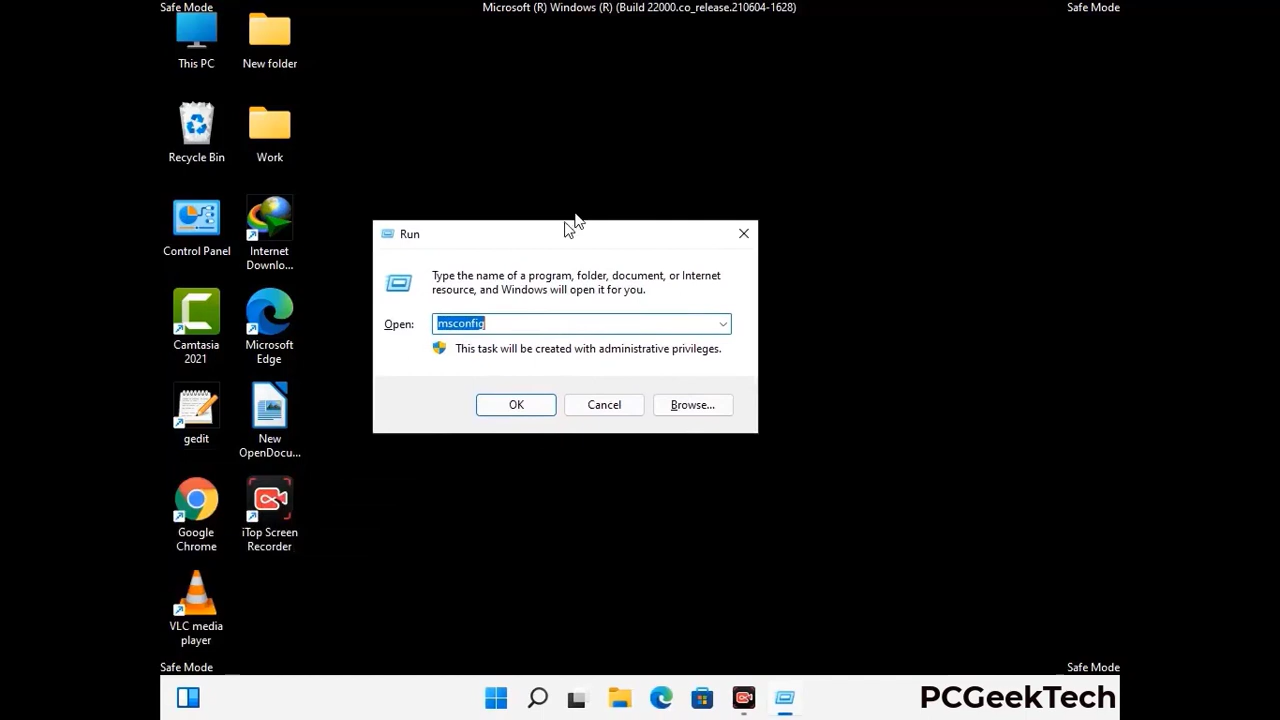 Safe Mode
Microsoft (R) Windows (R) (Build 22000.co_release.210604-1628)
Safe Mode
This PC
New folder
Recycle Bin
Work
Control Panel
Internet
Downlo...
Camtasia
2021
Microsoft
Edge
gedit
New
OpenDocu...
Google
Chrome
iTop Screen
Recorder
VLC media
player
Run
Type the name of a program, folder, document, or Internet
resource, and Windows will open it for you.
Open:
msconfig
This task will be created with administrative privileges.
OK
Cancel
Browse...
Safe Mode
Safe Mode
PCGeekTech